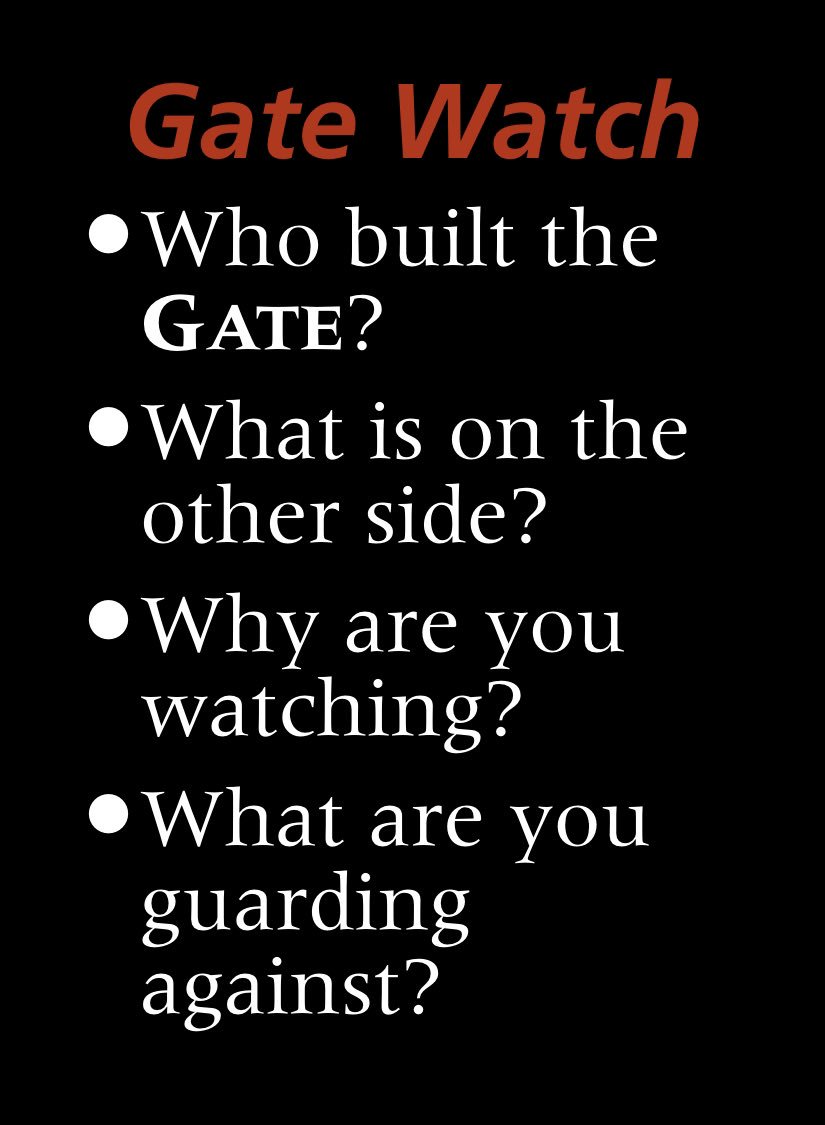 Gate Watch
• Who built the
GATE?
• What is on the
other side?
• Why are you
watching?
• What are you
guarding
against?